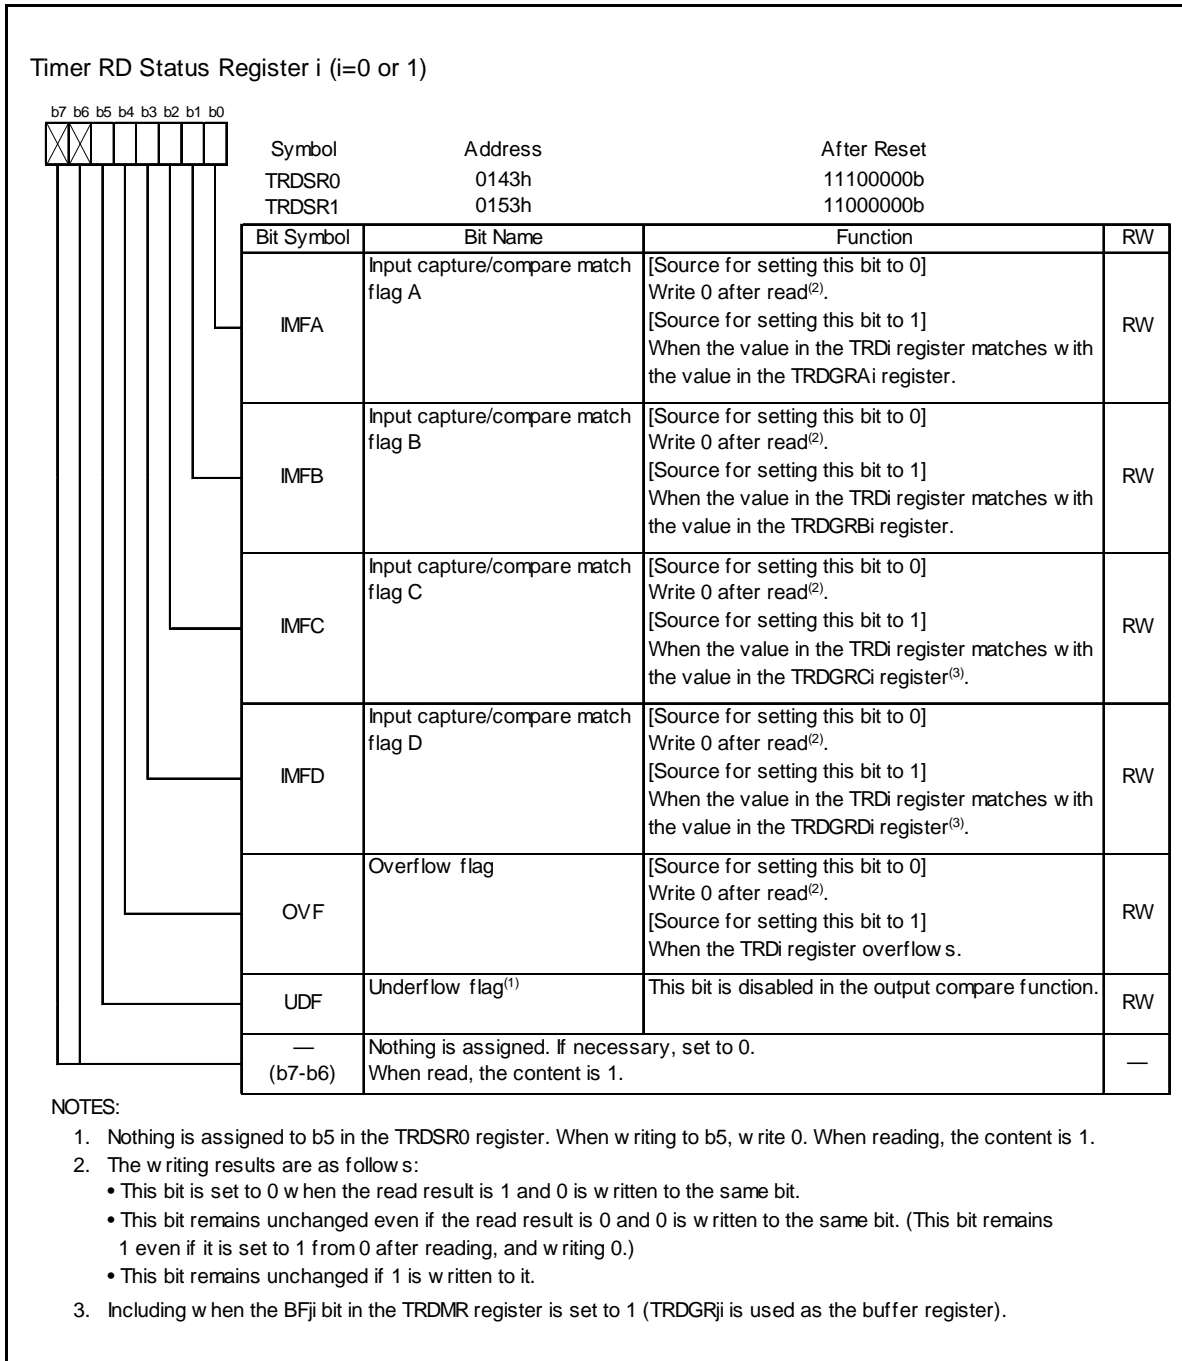 Timer RD Status Register i (i=0 or 1)
b7 b6 b5 b4 b3 b2 b1 b0
Symbol Address After Reset
TRDSR0 0143h 11100000b
TRDSR1 0153h 11000000b
Bit Symbol Bit Name Function RW
IMFA
Input capture/compare match
flag A
[Source for setting this bit to 0]
Write 0 after read(2).
[Source for setting this bit to 1]
When the value in the TRDi register matches with
the value in the TRDGRAi register.
RW
IMFB
Input capture/compare match
flag B
[Source for setting this bit to 0]
Write 0 after read(2).
[Source for setting this bit to 1]
When the value in the TRDi register matches with
the value in the TRDGRBi register.
RW
IMFC
Input capture/compare match
flag C
[Source for setting this bit to 0]
Write 0 after read(2).
[Source for setting this bit to 1]
When the value in the TRDi register matches with
the value in the TRDGRCi register(3).
RW
IMFD
Input capture/compare match
flag D
[Source for setting this bit to 0]
Write 0 after read(2).
[Source for setting this bit to 1]
When the value in the TRDi register matches with
the value in the TRDGRDi register(3).
RW
OVF
Overflow flag
[Source for setting this bit to 0]
Write 0 after read(2).
[Source for setting this bit to 1]
When the TRDi register overflows.
RW
UDF
Underflow flag(1)
This bit is disabled in the output compare function.
RW
—
(b7-b6)
Nothing is assigned. If necessary, set to 0.
When read, the content is 1.
—
NOTES:
1. Nothing is assigned to b5 in the TRDSR0 register. When writing to b5, write 0. When reading, the content is 1.
2. The writing results are as follows:
• This bit is set to 0 when the read result is 1 and 0 is written to the same bit.
• This bit remains unchanged even if the read result is 0 and 0 is written to the same bit. (This bit remains
1 even if it is set to 1 from 0 after reading, and writing 0.)
• This bit remains unchanged if 1 is written to it.
3. Including when the BFji bit in the TRDMR register is set to 1 (TRDGRji is used as the buffer register).